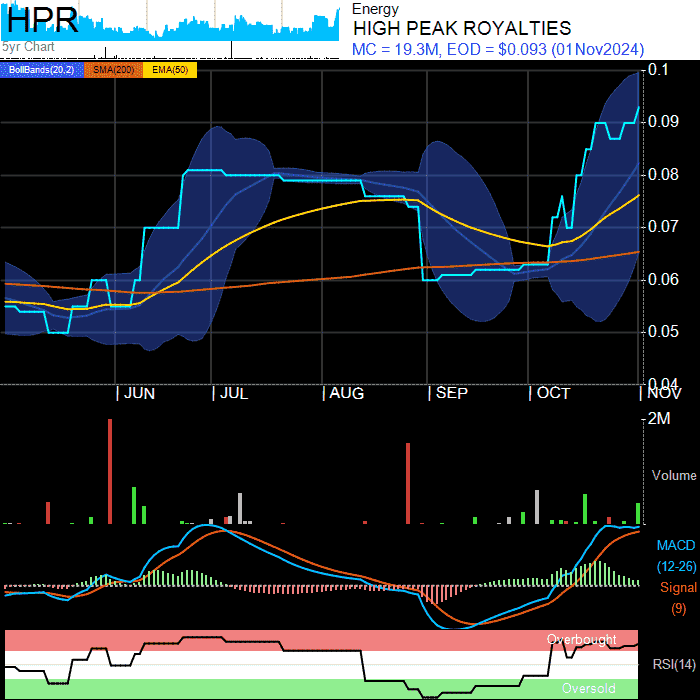 HPR
5yr Chart
Energy
HIGH PEAK ROYALTIES
MC = 19.3M, EOD = $0.093 (01Nov2024)
BollBands(20,2) SMA(200) EMA(50)
0.1
0.09
0.08
0.07
0.06
0.05
0.04
JUN JUL AUG SEP OCT NOV
2M
Volume
MACD
(12-26)
Signal
(9)
Overbought
RSI(14)
Oversold